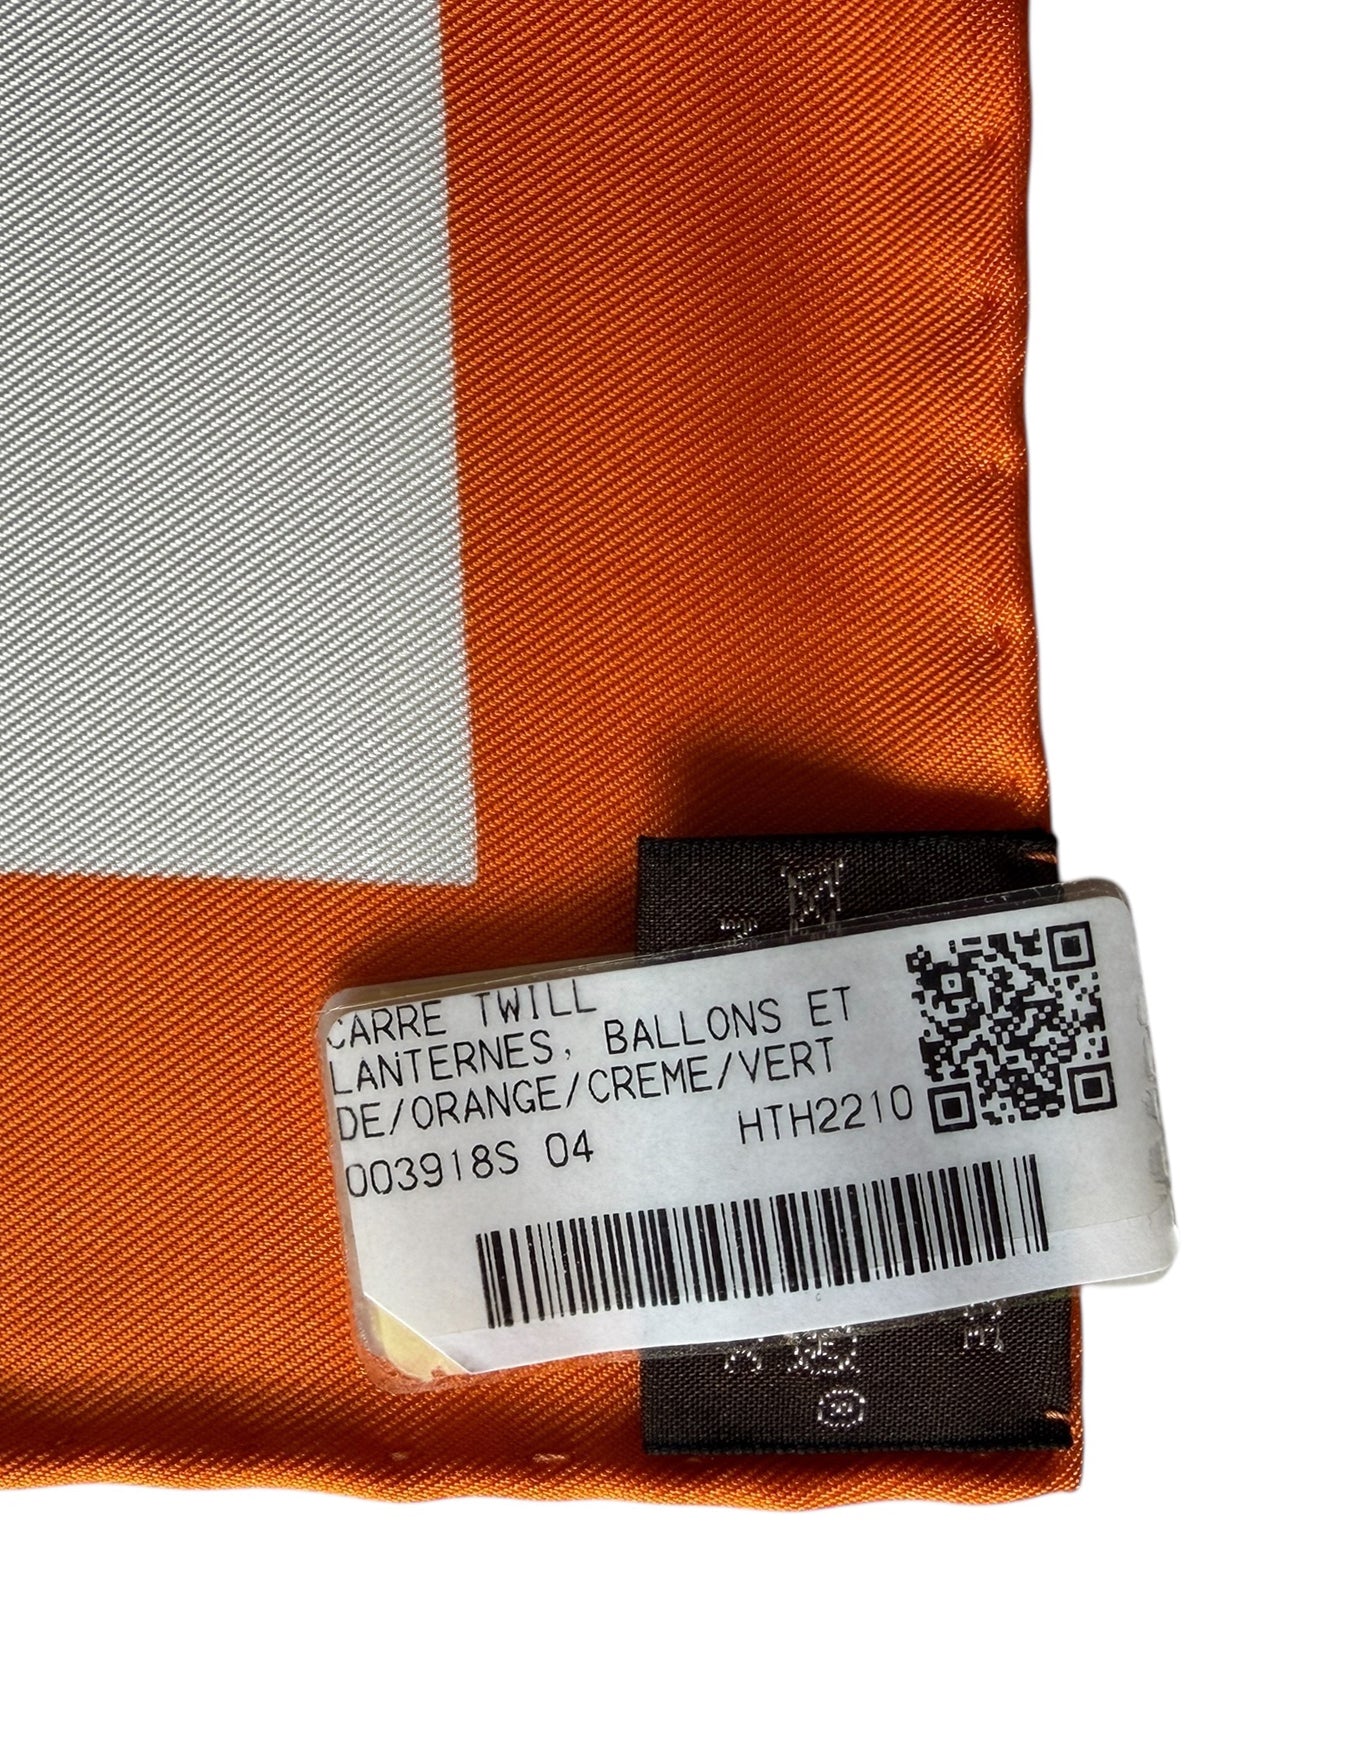 CARRE TWILL
LANTERNES, BALLONS ET
DE/ORANGE/CREME/VERT
003918S 04 HTH2210